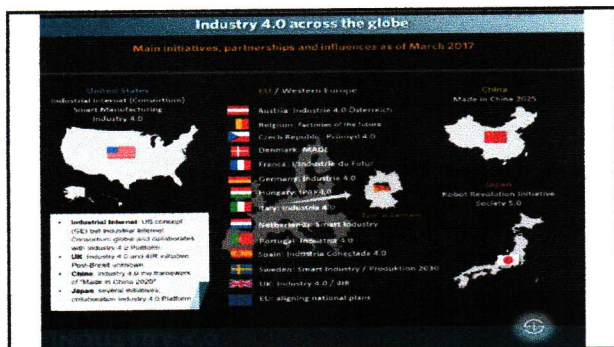 Industry 4.0 across the globe
Main initiatives, partnerships and influences as of March 2017
United States
Industrial Internet (Consortium)
Smart Manufacturing
Industry 4.0
Industrial Internet: US concept
(GE) but Industrial Internet
Consortium global and collaborates
with Industry 4.0 Platform
UK: Industry 4.0 and 4IR initiatives
Post-Brexit unknown
China: Industry 4.0 the framework
of "Made in China 2025"
Japan: several initiatives,
collaboration Industry 4.0 Platform
EU / Western Europe
Austria: Industrie 4.0 Österreich
Belgium: Factories of the future
Czech Republic: Průmysl 4.0
Denmark: MADE
France: L'Industrie du Futur
Germany: Industrie 4.0
Hungary: IPAR4.0
Italy: Industria 4.0
Netherlands: Smart Industry
Portugal: Indústria 4.0
Spain: Industria Conectada 4.0
Sweden: Smart Industry / Produktion 2030
UK: Industry 4.0 / 4IR
EU: aligning national plans
China
Made in China 2025
Japan
Robot Revolution Initiative
Society 5.0